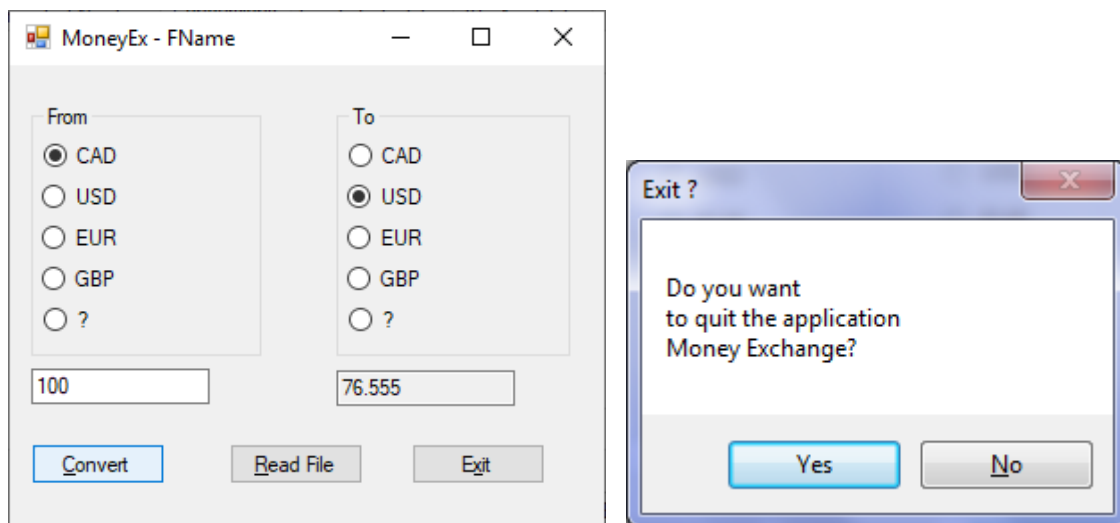 MoneyEx - FName
From
CAD
USD
EUR
GBP
?
100
To
CAD
USD
EUR
GBP
?
76.555
Convert
Read File
Exit
Exit ?
Do you want
to quit the application
Money Exchange?
Yes
No